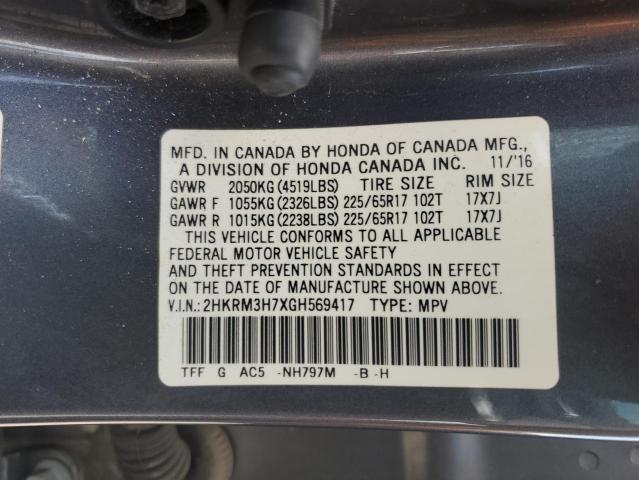 MFD. IN CANADA BY HONDA OF CANADA MFG.,
A DIVISION OF HONDA CANADA INC. 11/'16
GVWR 2050KG(4519LBS) TIRE SIZE RIM SIZE
GAWR F 1055KG(2326LBS) 225/65R17 102T 17X7J
GAWR R 1015KG(2238LBS) 225/65R17 102T 17X7J
THIS VEHICLE CONFORMS TO ALL APPLICABLE
FEDERAL MOTOR VEHICLE SAFETY
AND THEFT PREVENTION STANDARDS IN EFFECT
ON THE DATE OF MANUFACTURE SHOWN ABOVE.
V.I.N.: 2HKRM3H7XGH569417 TYPE: MPV
TFF G AC5 -NH797M -B -H